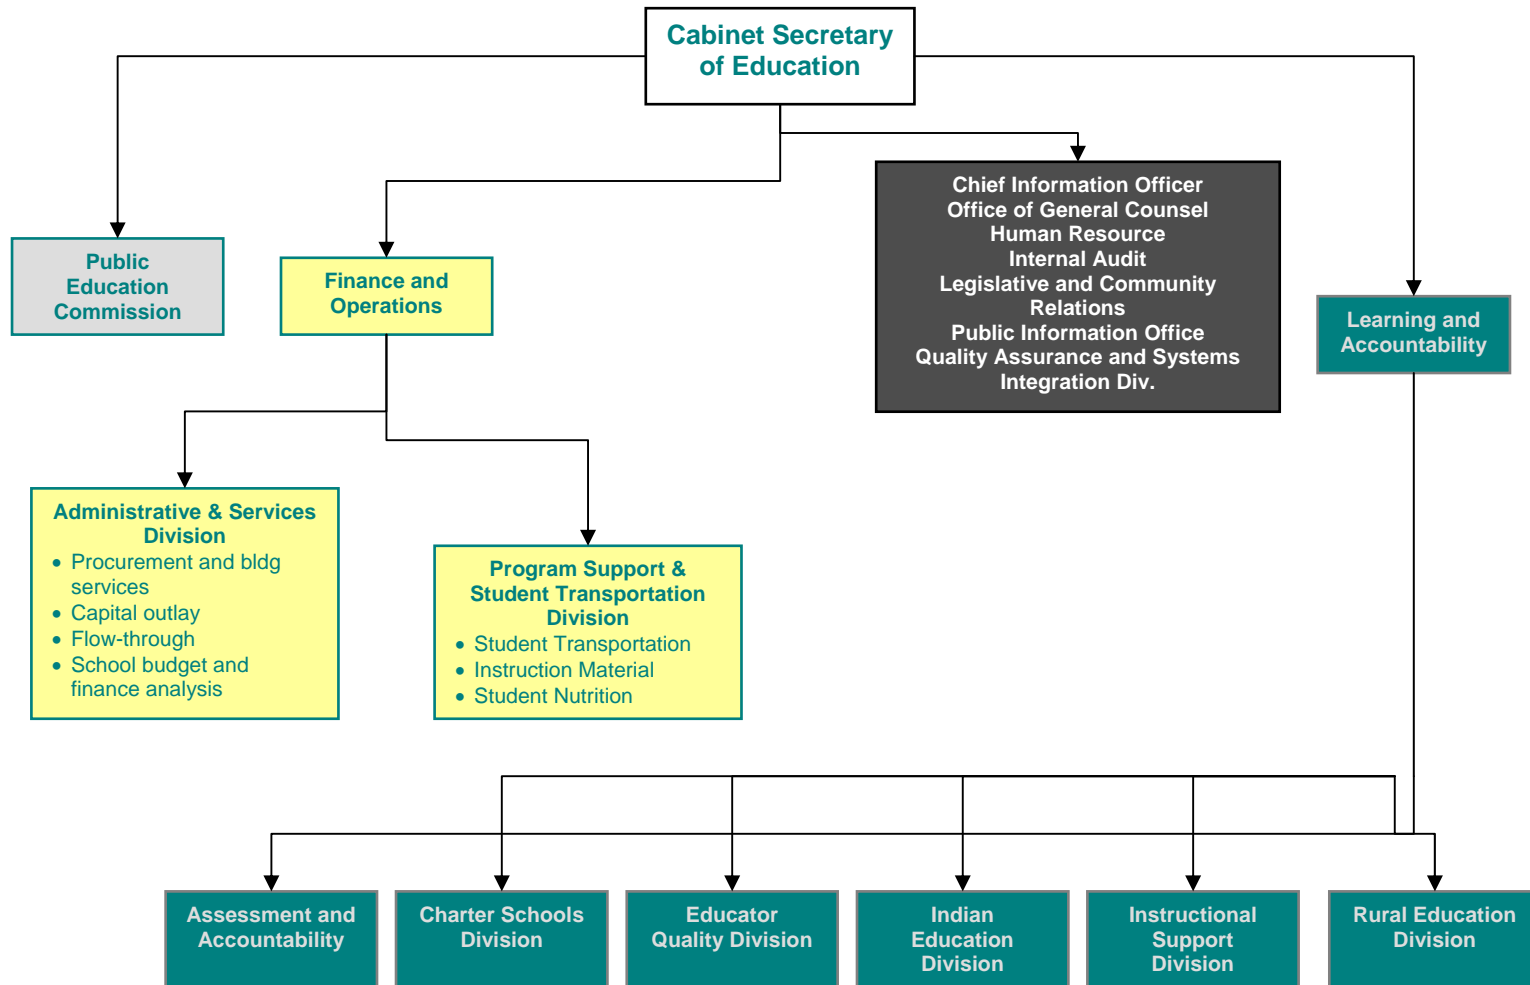 Cabinet Secretary
of Education
Public
Education
Commission
Finance and
Operations
Chief Information Officer
Office of General Counsel
Human Resource
Internal Audit
Legislative and Community
Relations
Public Information Office
Quality Assurance and Systems
Integration Div.
Learning and
Accountability
Administrative & Services
Division
• Procurement and bldg
services
• Capital outlay
• Flow-through
• School budget and
finance analysis
Program Support &
Student Transportation
Division
• Student Transportation
• Instruction Material
• Student Nutrition
Assessment and
Accountability
Charter Schools
Division
Educator
Quality Division
Indian
Education
Division
Instructional
Support
Division
Rural Education
Division